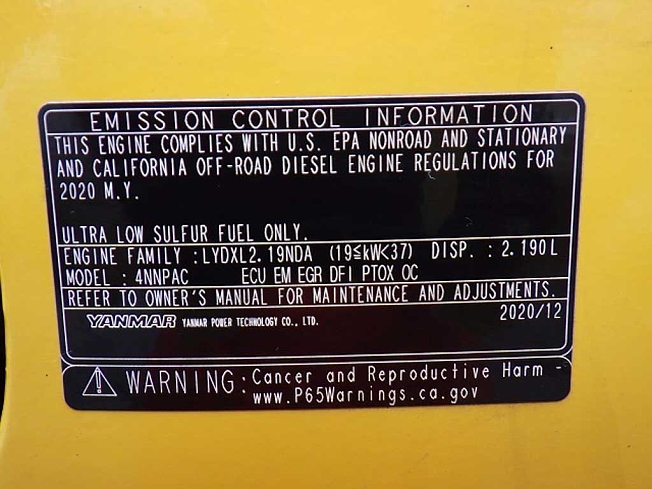 EMISSION CONTROL INFORMATION
THIS ENGINE COMPLIES WITH U.S. EPA NONROAD AND STATIONARY
AND CALIFORNIA OFF-ROAD DIESEL ENGINE REGULATIONS FOR
2020 M.Y.
ULTRA LOW SULFUR FUEL ONLY.
ENGINE FAMILY :LYDXL2.19NDA (19≦kW<37) DISP. : 2.190L
MODEL : 4NNPAC ECU EM EGR DFI PTOX OC
REFER TO OWNER'S MANUAL FOR MAINTENANCE AND ADJUSTMENTS.
2020/12
YANMAR YANMAR POWER TECHNOLOGY CO., LTD.
WARNING: Cancer and Reproductive Harm -
www.P65Warnings.ca.gov